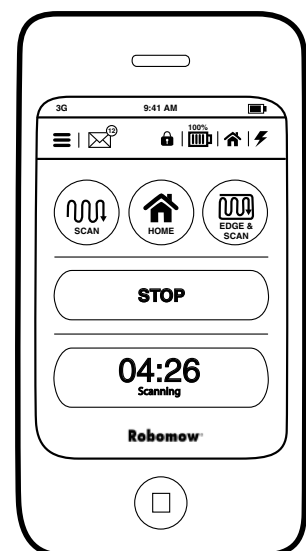 3G 9:41 AM
12
100%
SCAN
HOME
EDGE &
SCAN
STOP
04:26
Scanning
Robomow